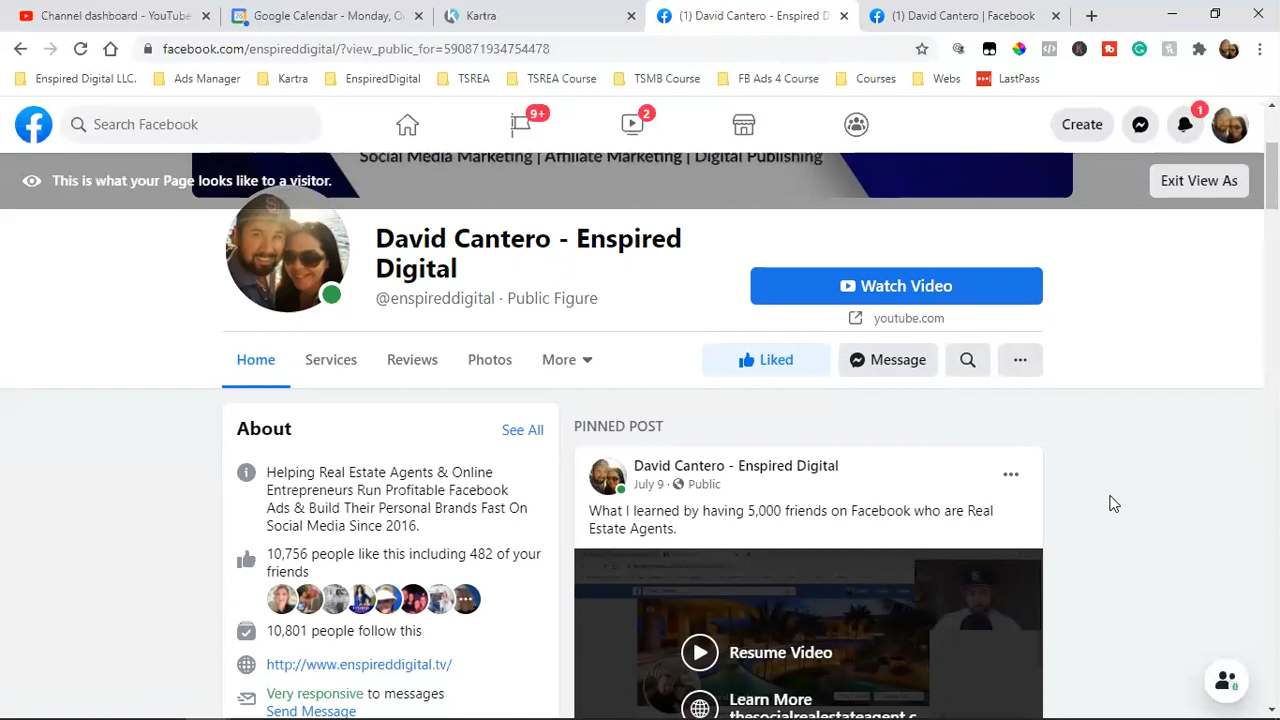 Channel dashboard - YouTube
Google Calendar - Monday,
Kartra
(1) David Cantero - Enspired D
(1) David Cantero | Facebook
facebook.com/enspireddigital/?view_public_for=590871934754478
Enspired Digital LLC.
Ads Manager
Kartra
EnspiredDigital
TSREA
TSREA Course
TSMB Course
FB Ads 4 Course
Courses
Webs
LastPass
Search Facebook
9+
2
Create
1
Social Media Marketing | Affiliate Marketing | Digital Publishing
This is what your Page looks like to a visitor.
Exit View As
David Cantero - Enspired
Digital
@enspireddigital · Public Figure
Watch Video
youtube.com
Home
Services
Reviews
Photos
More
Liked
Message
About
See All
Helping Real Estate Agents & Online
Entrepreneurs Run Profitable Facebook
Ads & Build Their Personal Brands Fast On
Social Media Since 2016.
10,756 people like this including 482 of your
friends
10,801 people follow this
http://www.enspireddigital.tv/
Very responsive to messages
Send Message
PINNED POST
David Cantero - Enspired Digital
July 9 · Public
What I learned by having 5,000 friends on Facebook who are Real
Estate Agents.
Resume Video
Learn More
thesocialrealestateagent.c
0